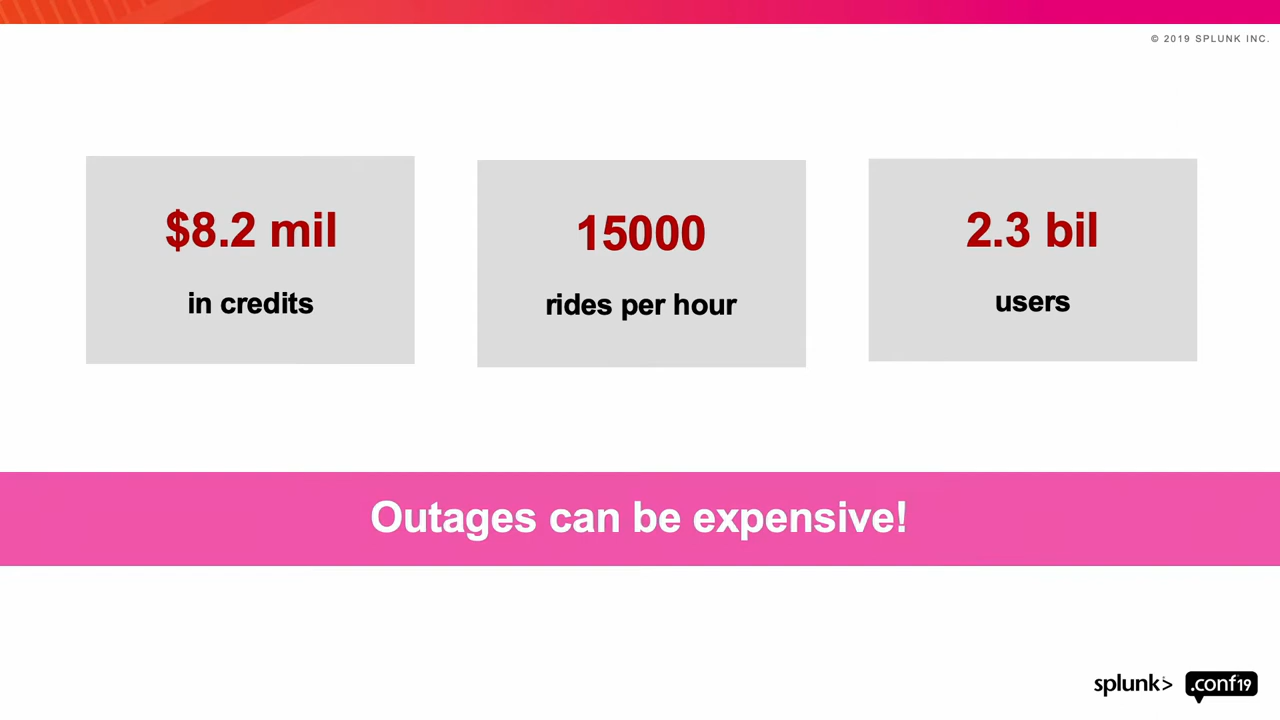 © 2019 SPLUNK INC.
$8.2 mil
in credits
15000
rides per hour
2.3 bil
users
Outages can be expensive!
splunk> .conf19